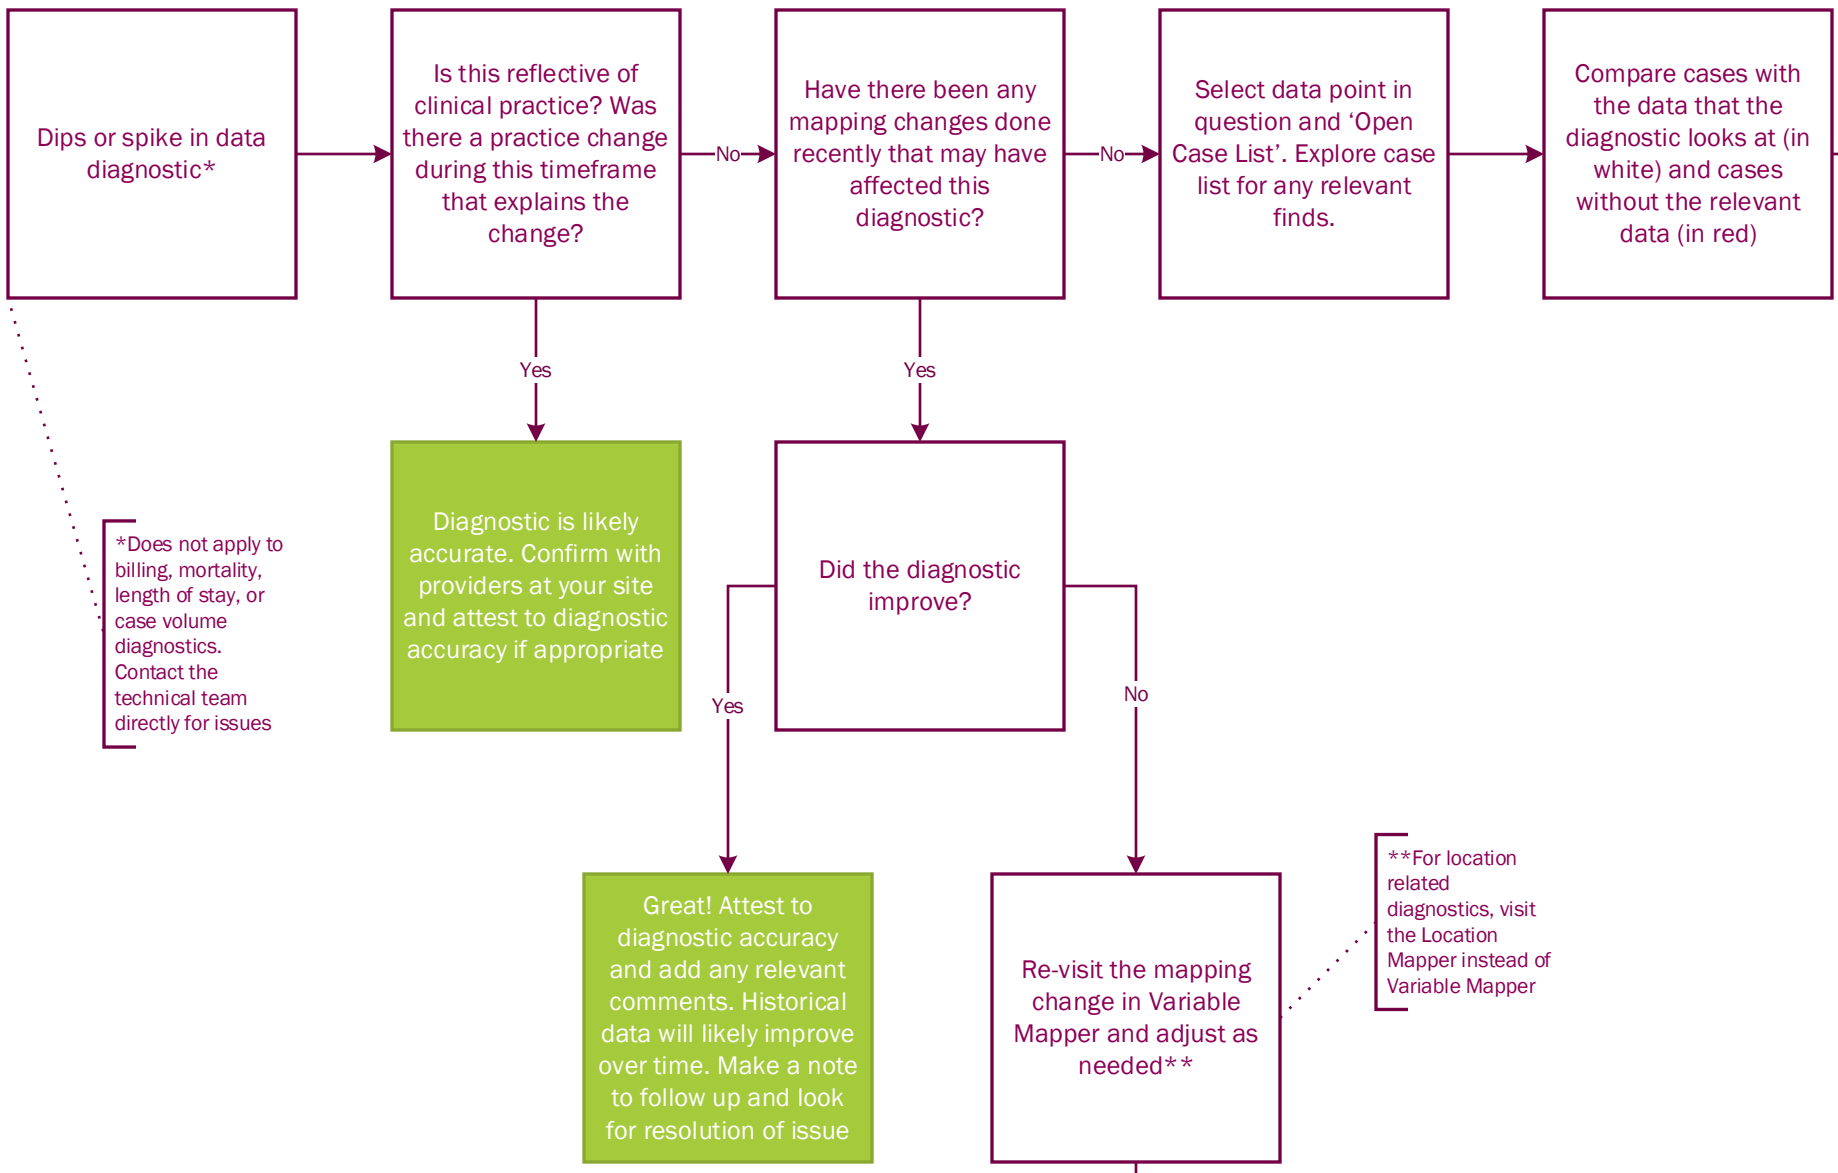 Dips or spike in data
diagnostic*
Is this reflective of
clinical practice? Was
there a practice change
during this timeframe
that explains the
change?
No
Have there been any
mapping changes done
recently that may have
affected this
diagnostic?
No
Select data point in
question and ‘Open
Case List’. Explore case
list for any relevant
finds.
Compare cases with
the data that the
diagnostic looks at (in
white) and cases
without the relevant
data (in red)
Yes
Yes
*Does not apply to
billing, mortality,
length of stay, or
case volume
diagnostics.
Contact the
technical team
directly for issues
Diagnostic is likely
accurate. Confirm with
providers at your site
and attest to diagnostic
accuracy if appropriate
Did the diagnostic
improve?
Yes
No
Great! Attest to
diagnostic accuracy
and add any relevant
comments. Historical
data will likely improve
over time. Make a note
to follow up and look
for resolution of issue
Re-visit the mapping
change in Variable
Mapper and adjust as
needed**
**For location
related
diagnostics, visit
the Location
Mapper instead of
Variable Mapper